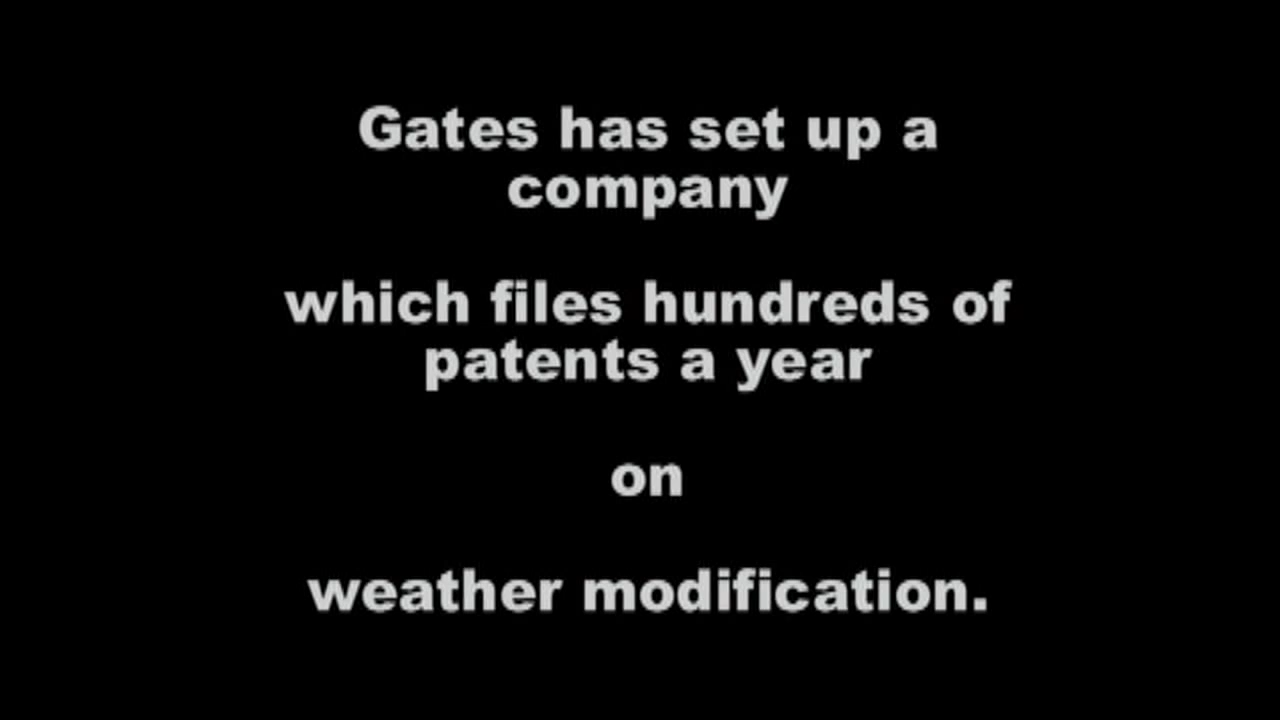 Gates has set up a
company
which files hundreds of
patents a year
on
weather modification.